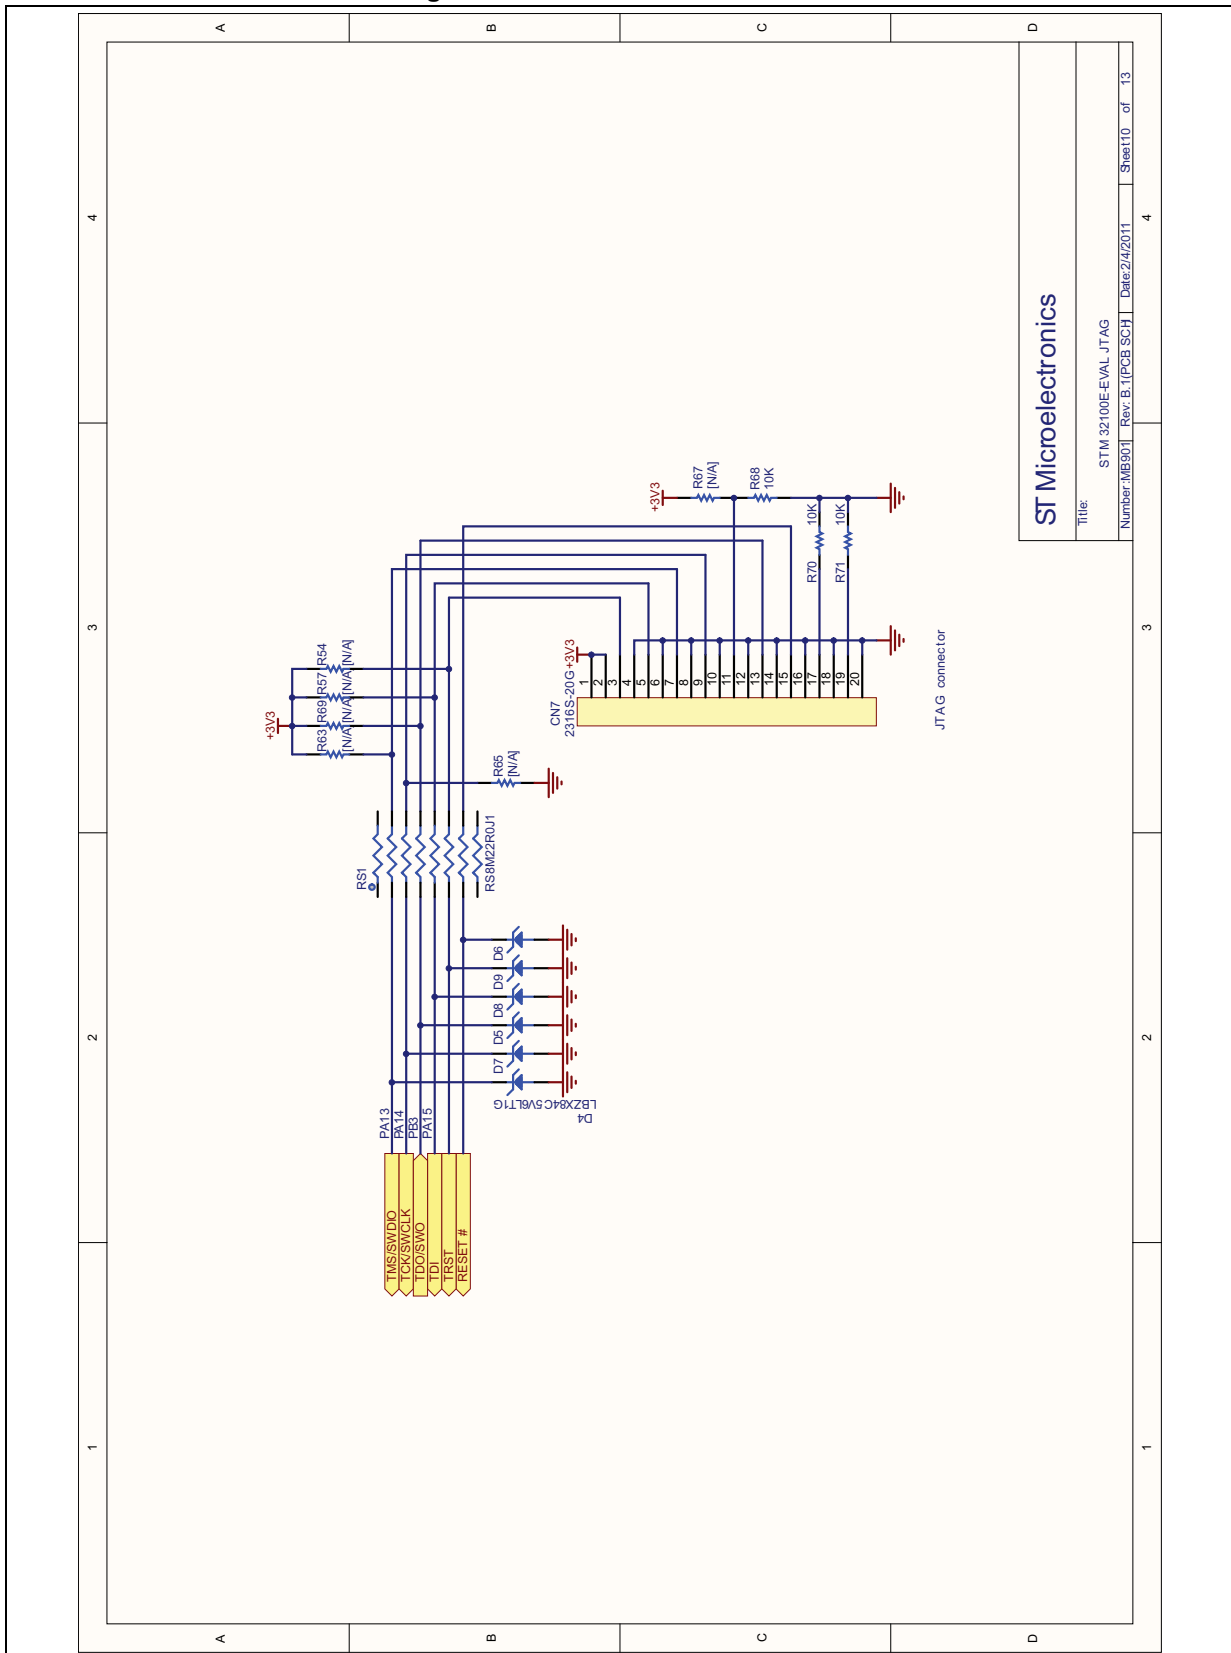 A
B
C
D
4
3
2
1
4
3
2
1
A
B
C
D
+3V3
R63
[N/A]
R69
[N/A]
R57
[N/A]
R54
[N/A]
R65
[N/A]
RS1
RS8M22R0J1
D6
D9
D8
D5
D7
D4
LBZX84C5V6LT1G
PA13
PA14
PB3
PA15
TMS/SWDIO
TCK/SWCLK
TDO/SWO
TDI
TRST
RESET #
CN7
2316S-20G
+3V3
1
2
3
4
5
6
7
8
9
10
11
12
13
14
15
16
17
18
19
20
JTAG connector
+3V3
R67
[N/A]
R68
10K
R70
10K
R71
10K
ST Microelectronics
Title:
STM 32100E-EVAL JTAG
Number:MB901 Rev: B.1(PCB SCH) Date:2/4/2011 Sheet10 of 13